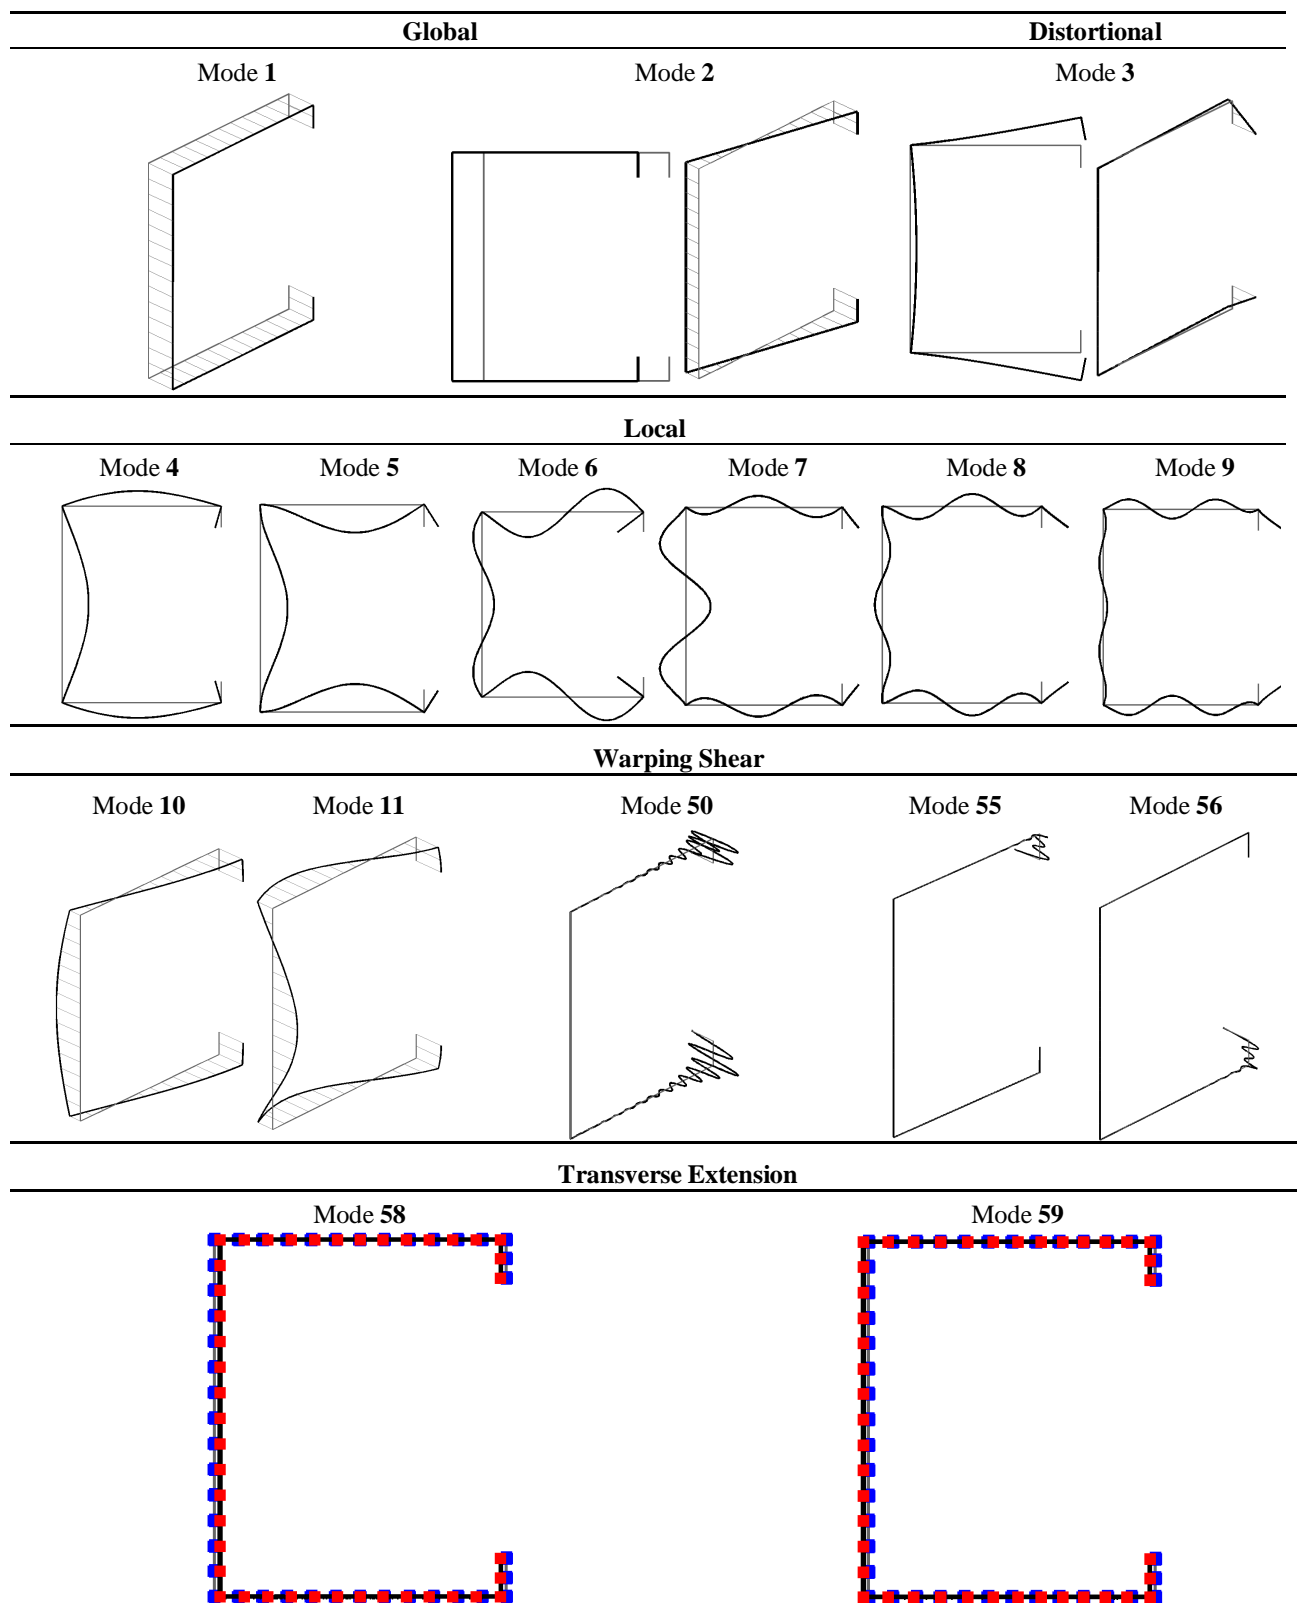 Global Distortional
Mode 1 Mode 2 Mode 3
Local
Mode 4 Mode 5 Mode 6 Mode 7 Mode 8 Mode 9
Warping Shear
Mode 10 Mode 11 Mode 50 Mode 55 Mode 56
Transverse Extension
Mode 58 Mode 59